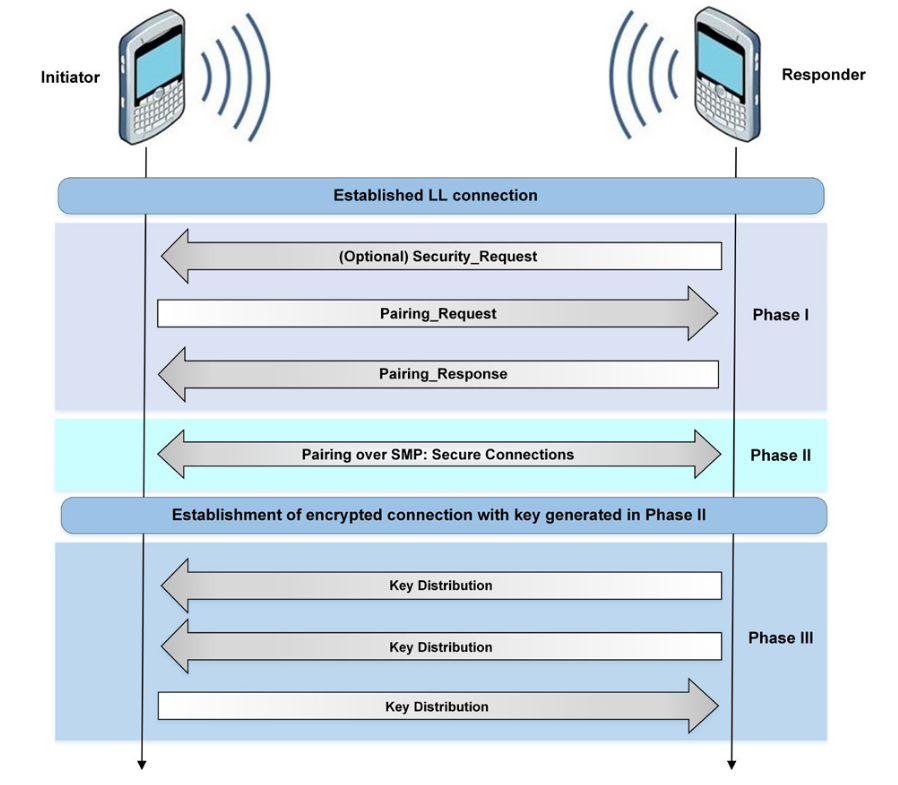 Initiator
Responder
Established LL connection
(Optional) Security_Request
Pairing_Request
Phase I
Pairing_Response
Pairing over SMP: Secure Connections
Phase II
Establishment of encrypted connection with key generated in Phase II
Key Distribution
Key Distribution
Phase III
Key Distribution